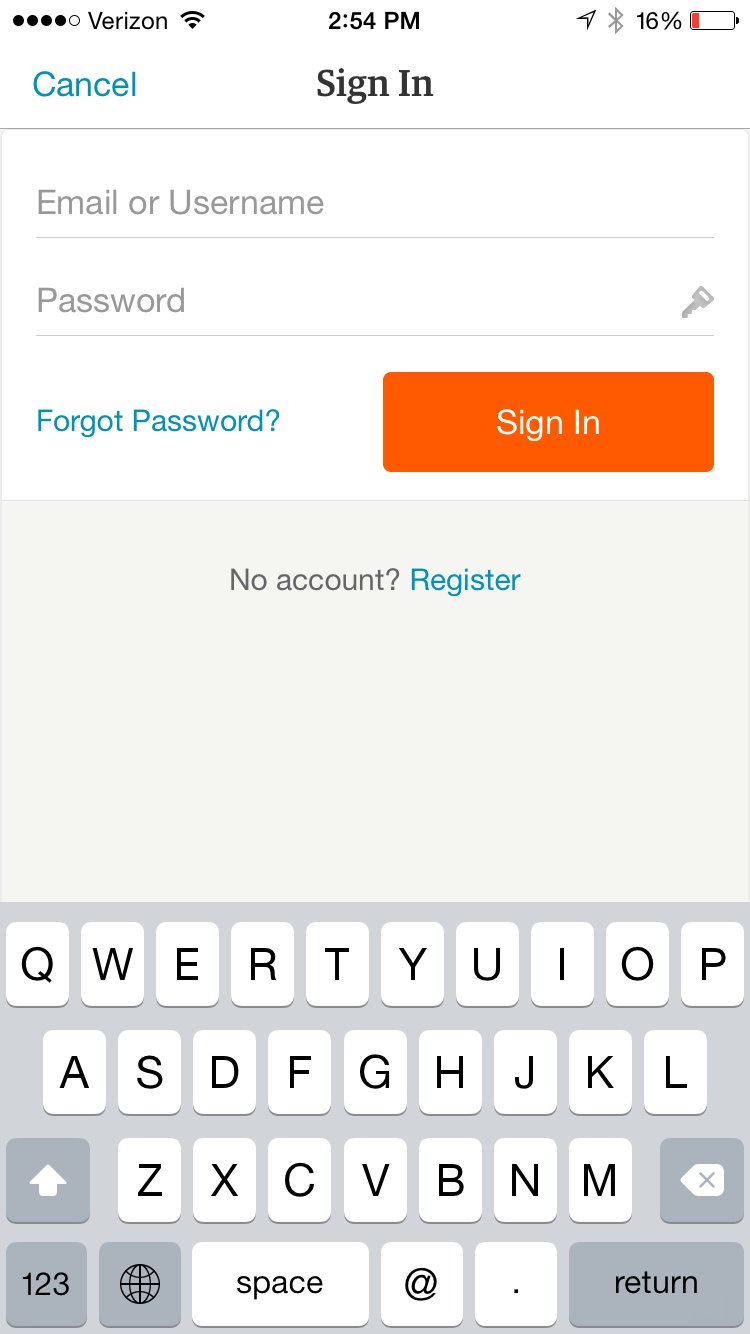 Verizon 2:54 PM 16%
Cancel Sign In
Email or Username
Password
Forgot Password? Sign In
No account? Register
Q W E R T Y U I O P
A S D F G H J K L
Z X C V B N M
123 space @ . return